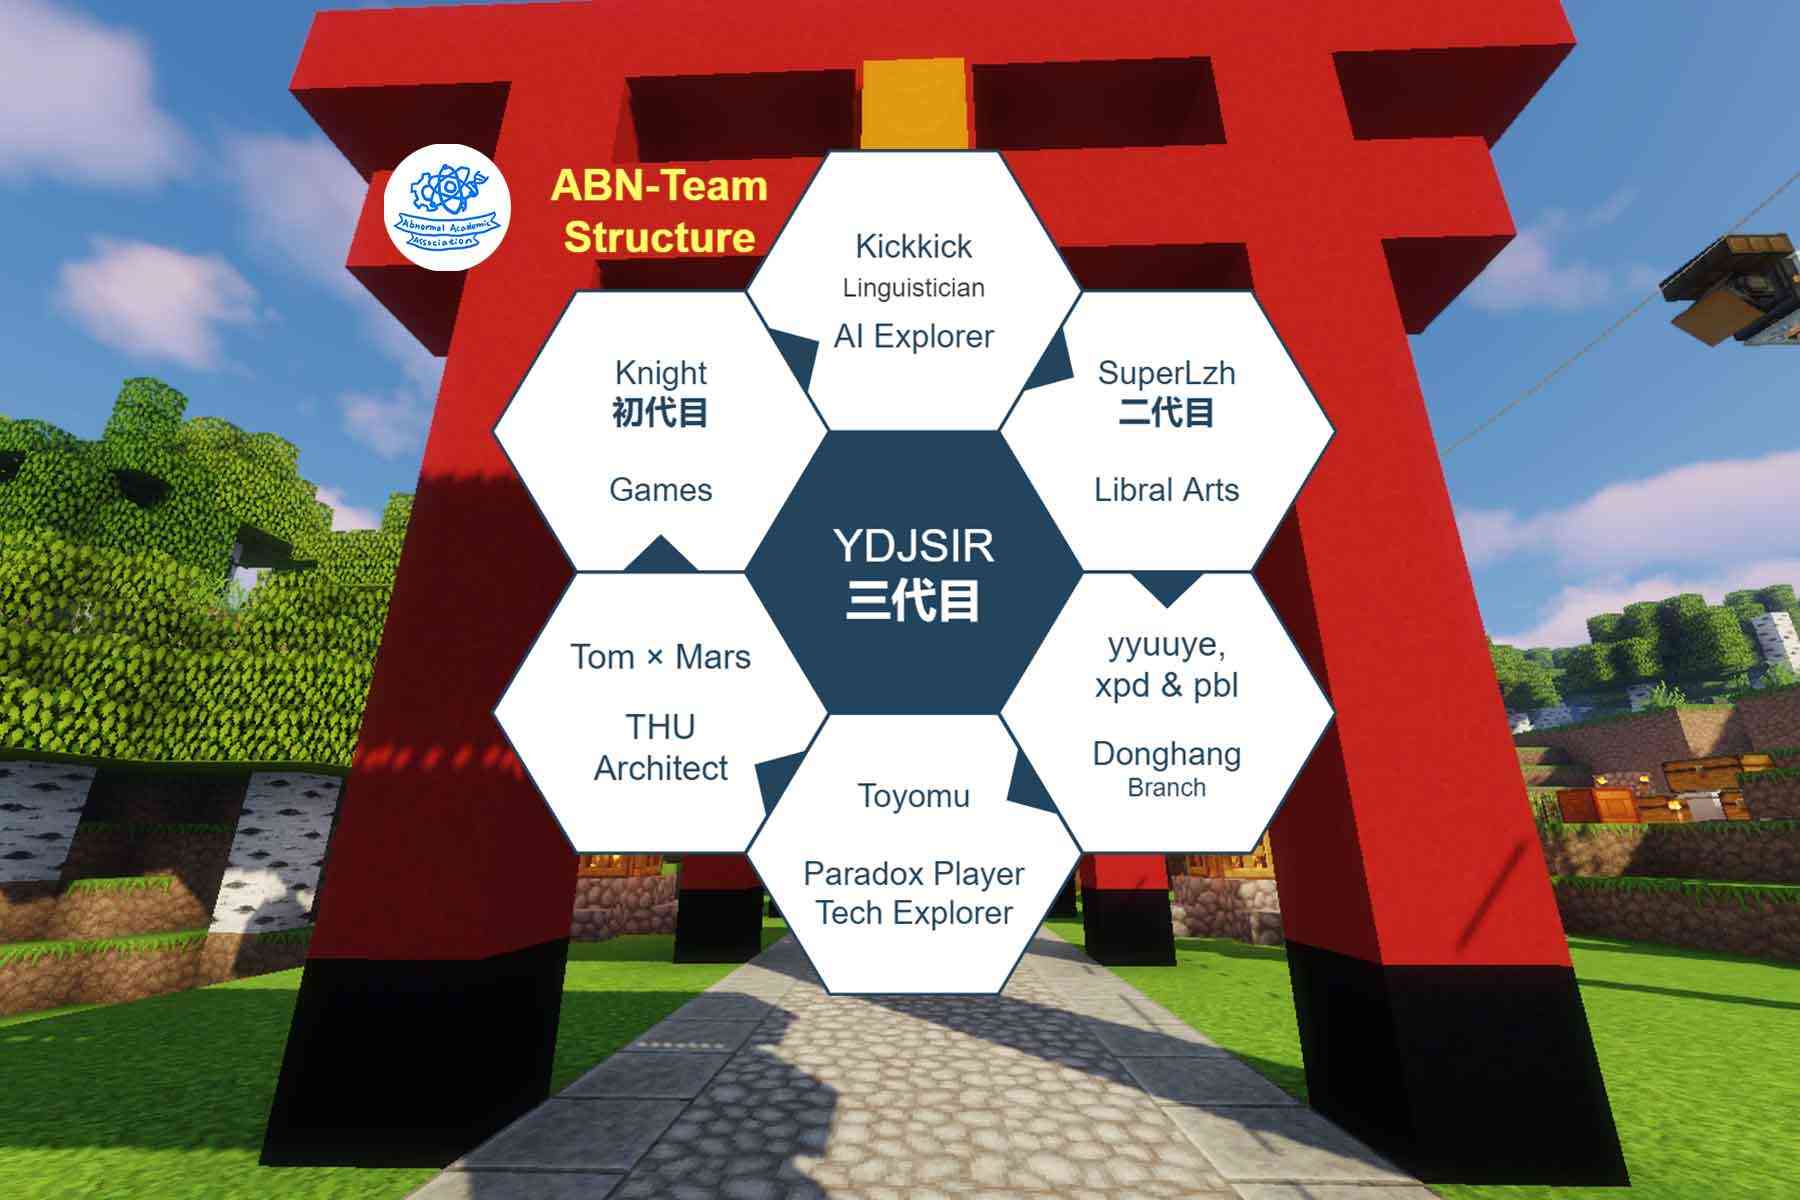 Abnormal Academic
Association
ABN-Team
Structure
Kickkick
Linguistician
AI Explorer
Knight
初代目
Games
SuperLzh
二代目
Libral Arts
YDJSIR
三代目
Tom × Mars
THU
Architect
yyuuye,
xpd & pbl
Donghang
Branch
Toyomu
Paradox Player
Tech Explorer